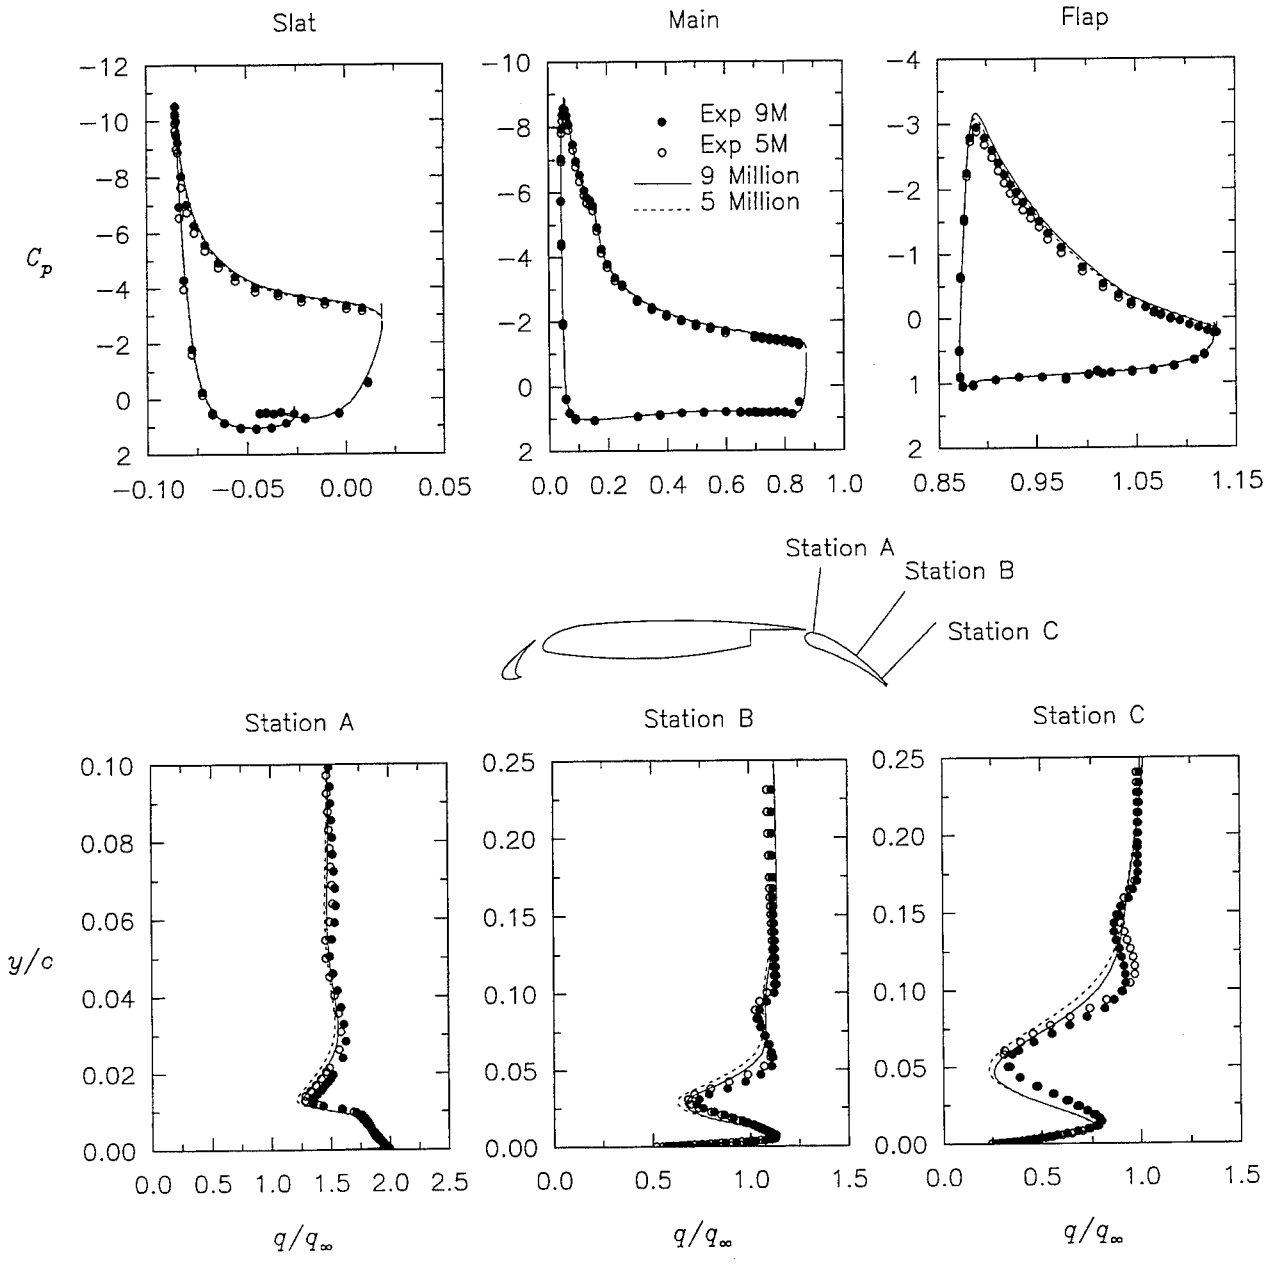 Slat
Main
Flap
−12
−10
−8
−6
−4
−2
0
2
C_p
−0.10 −0.05 0.00 0.05
−10
−8
−6
−4
−2
0
2
0.0 0.2 0.4 0.6 0.8 1.0
Exp 9M
Exp 5M
9 Million
5 Million
−4
−3
−2
−1
0
1
2
0.85 0.95 1.05 1.15
Station A
Station B
Station C
Station A
Station B
Station C
0.10
0.08
0.06
0.04
0.02
0.00
y/c
0.0 0.5 1.0 1.5 2.0 2.5
q/q∞
0.25
0.20
0.15
0.10
0.05
0.00
0.0 0.5 1.0 1.5
q/q∞
0.25
0.20
0.15
0.10
0.05
0.00
0.0 0.5 1.0 1.5
q/q∞